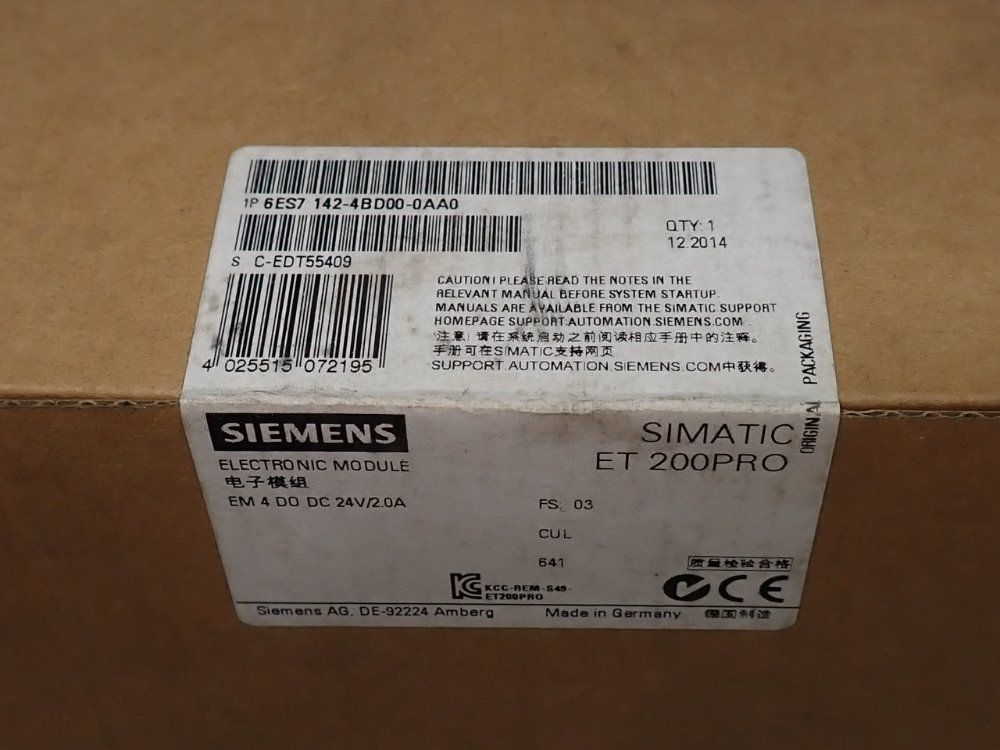 1P 6ES7 142-4BD00-0AA0
QTY: 1
12.2014
S C-EDT55409
CAUTION! PLEASE READ THE NOTES IN THE
RELEVANT MANUAL BEFORE SYSTEM STARTUP.
MANUALS ARE AVAILABLE FROM THE SIMATIC SUPPORT
HOMEPAGE SUPPORT.AUTOMATION.SIEMENS.COM.
注意! 请在系统启动之前阅读相应手册中的注释。
手册可在SIMATIC支持网页
SUPPORT.AUTOMATION.SIEMENS.COM中获得。
4 025515 072195
ORIGINAL PACKAGING
SIEMENS
SIMATIC
ET 200PRO
ELECTRONIC MODULE
电子模组
EM 4 DO DC 24V/2.0A
FS: 03
CUL
641
质量检验合格
KCC-REM-S49-
ET200PRO
CE
Siemens AG, DE-92224 Amberg
Made in Germany 德国制造